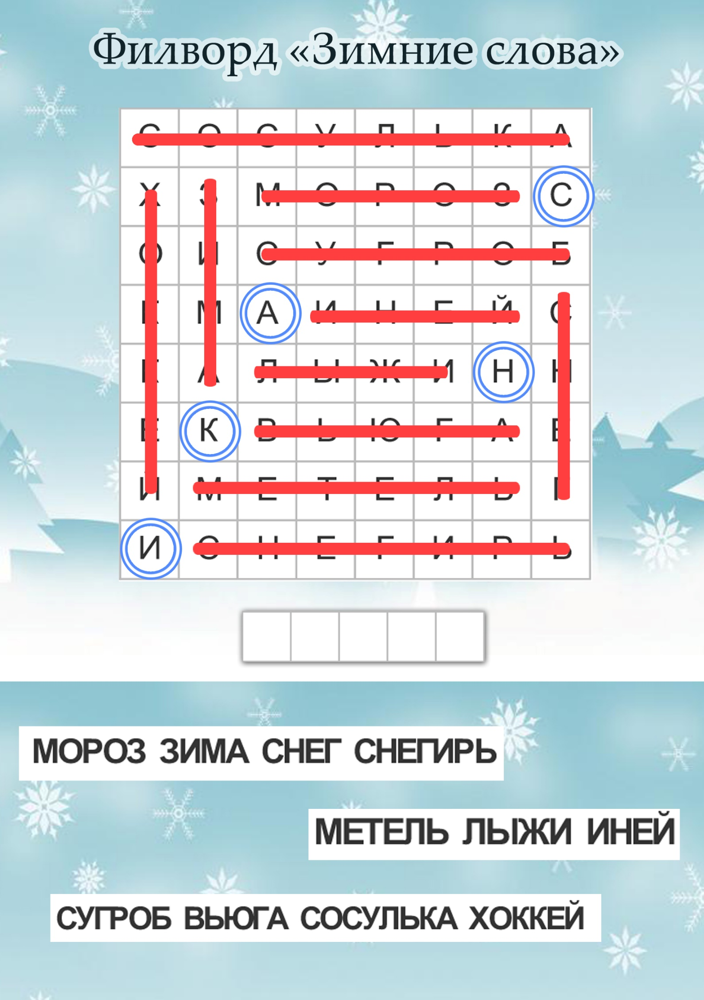 Филворд «Зимние слова»
С О С У Л Ь К А
Х З М О Р О З С
О И С У Г Р О Б
Е М А И Н Е Й С
Е А Л Ы Ж И Н Н
Е К В Ь Ю Г А Е
Й М Е Т Е Л Ь Г
И С Н Е Г И Р Ь
МОРОЗ ЗИМА СНЕГ СНЕГИРЬ
МЕТЕЛЬ ЛЫЖИ ИНЕЙ
СУГРОБ ВЬЮГА СОСУЛЬКА ХОККЕЙ